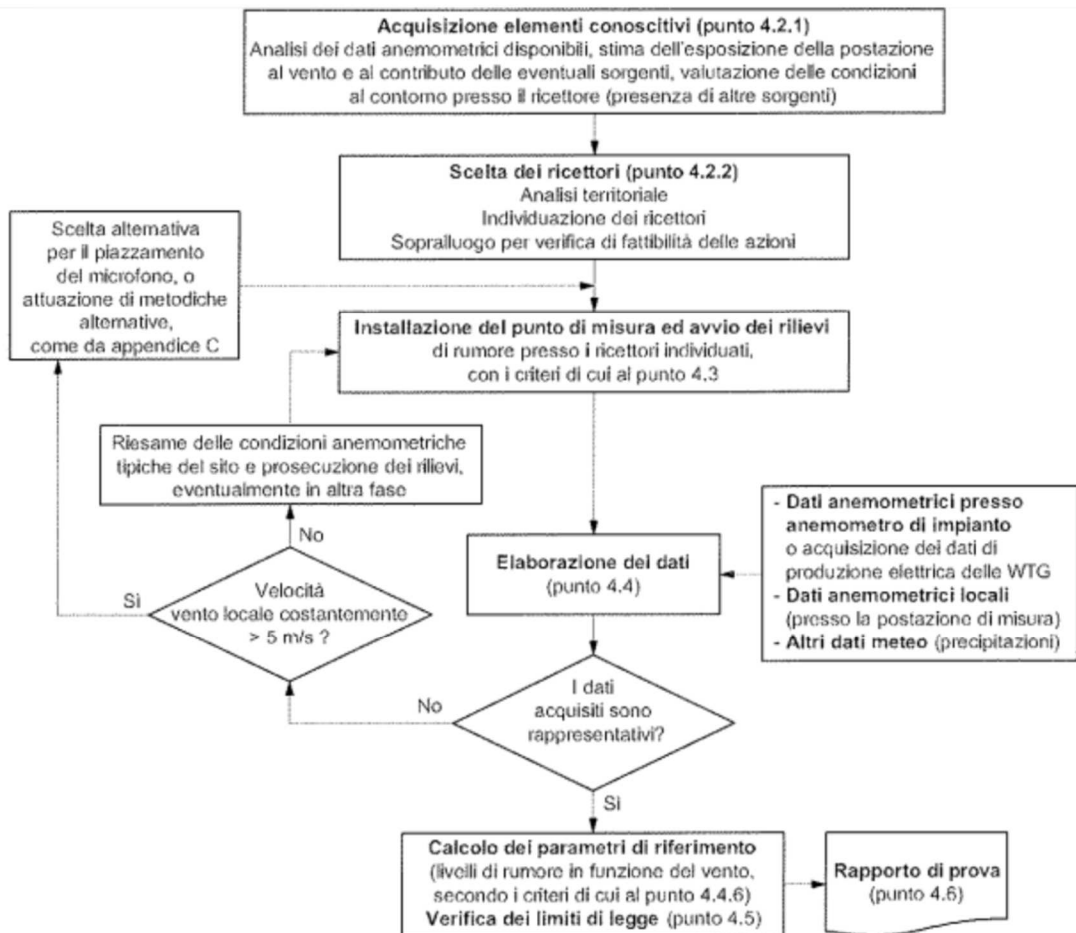 Acquisizione elementi conoscitivi (punto 4.2.1)
Analisi dei dati anemometrici disponibili, stima dell'esposizione della postazione
al vento e al contributo delle eventuali sorgenti, valutazione delle condizioni
al contorno presso il ricettore (presenza di altre sorgenti)
Scelta dei ricettori (punto 4.2.2)
Analisi territoriale
Individuazione dei ricettori
Sopralluogo per verifica di fattibilità delle azioni
Scelta alternativa
per il piazzamento
del microfono, o
attuazione di metodiche
alternative,
come da appendice C
Installazione del punto di misura ed avvio dei rilievi
di rumore presso i ricettori individuati,
con i criteri di cui al punto 4.3
Riesame delle condizioni anemometriche
tipiche del sito e prosecuzione dei rilievi,
eventualmente in altra fase
- Dati anemometrici presso
anemometro di impianto
o acquisizione dei dati di
produzione elettrica delle WTG
- Dati anemometrici locali
(presso la postazione di misura)
- Altri dati meteo (precipitazioni)
Elaborazione dei dati
(punto 4.4)
No
Sì
Velocità
vento locale costantemente
> 5 m/s ?
No
I dati
acquisiti sono
rappresentativi?
Sì
Calcolo dei parametri di riferimento
(livelli di rumore in funzione del vento,
secondo i criteri di cui al punto 4.4.6)
Verifica dei limiti di legge (punto 4.5)
Rapporto di prova
(punto 4.6)